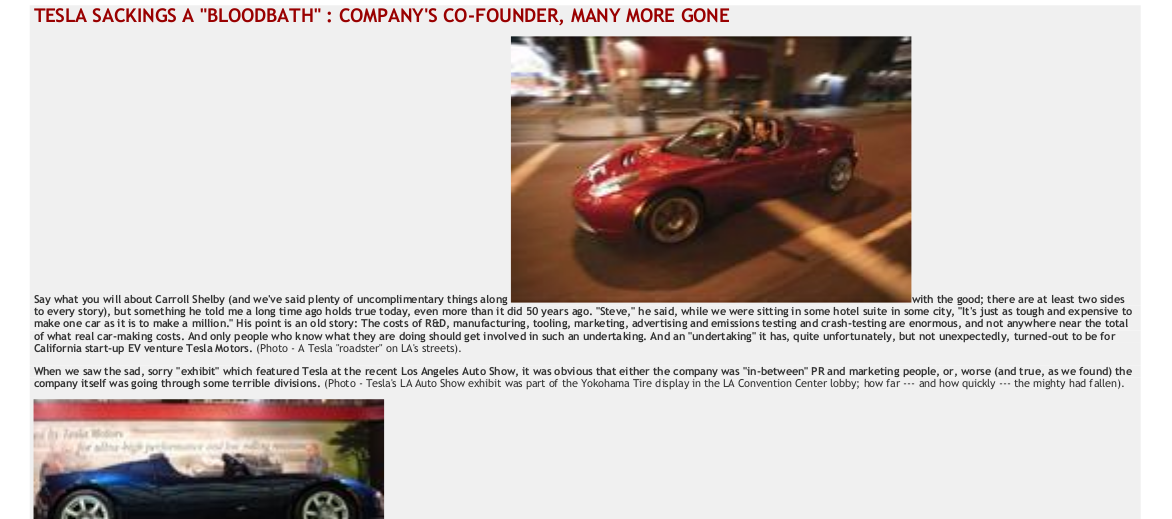 TESLA SACKINGS A "BLOODBATH" : COMPANY'S CO-FOUNDER, MANY MORE GONE
Say what you will about Carroll Shelby (and we've said plenty of uncomplimentary things along with the good; there are at least two sides
to every story), but something he told me a long time ago holds true today, even more than it did 50 years ago. "Steve," he said, while we were sitting in some hotel suite in some city, "It's just as tough and expensive to
make one car as it is to make a million." His point is an old story: The costs of R&D, manufacturing, tooling, marketing, advertising and emissions testing and crash-testing are enormous, and not anywhere near the total
of what real car-making costs. And only people who know what they are doing should get involved in such an undertaking. And an "undertaking" it has, quite unfortunately, but not unexpectedly, turned-out to be for
California start-up EV venture Tesla Motors. (Photo - A Tesla "roadster" on LA's streets).
When we saw the sad, sorry "exhibit" which featured Tesla at the recent Los Angeles Auto Show, it was obvious that either the company was "in-between" PR and marketing people, or, worse (and true, as we found) the
company itself was going through some terrible divisions. (Photo - Tesla's LA Auto Show exhibit was part of the Yokohama Tire display in the LA Convention Center lobby; how far --- and how quickly --- the mighty had fallen).
by Tesla Motors
for ultra-high performance and low rolling